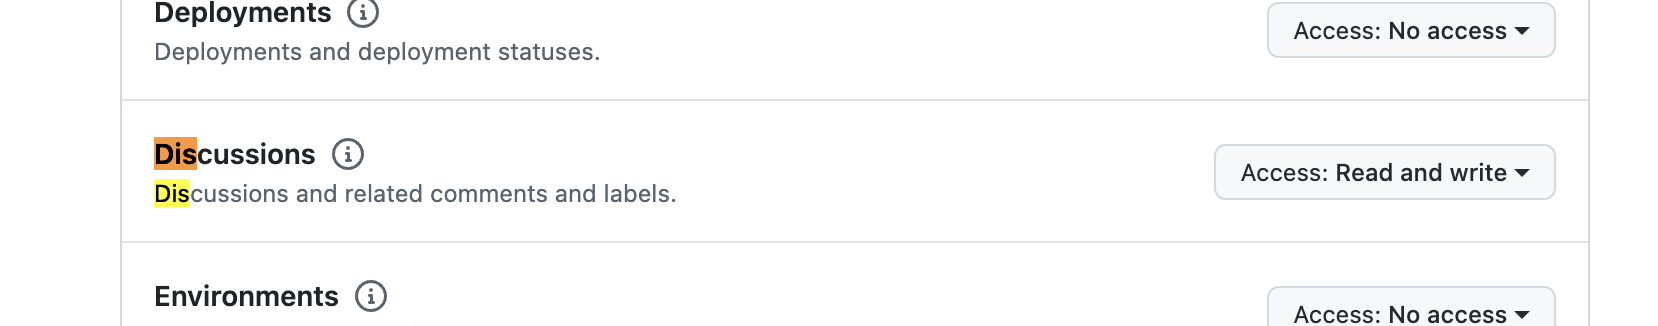 Deployments
Deployments and deployment statuses.
Access: No access
Discussions
Discussions and related comments and labels.
Access: Read and write
Environments
Access: No access